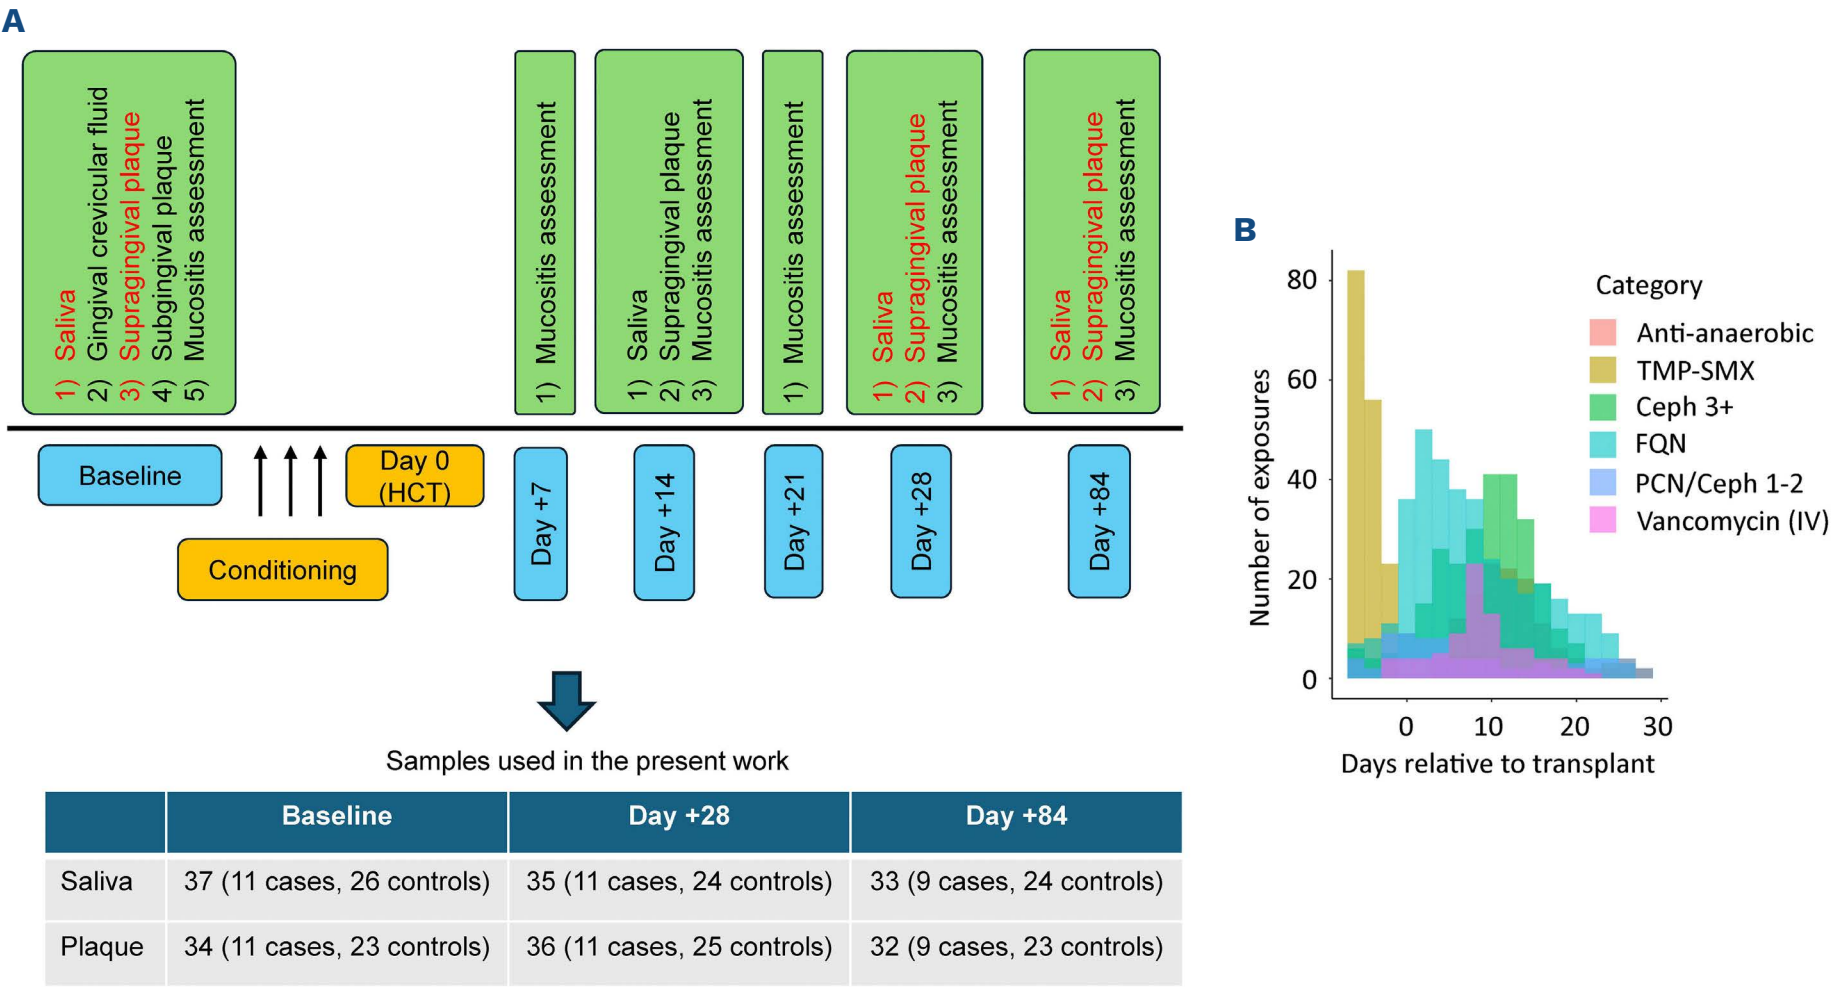 A
1) Saliva
2) Gingival crevicular fluid
3) Supragingival plaque
4) Subgingival plaque
5) Mucositis assessment
1) Mucositis assessment
1) Saliva
2) Supragingival plaque
3) Mucositis assessment
1) Mucositis assessment
1) Saliva
2) Supragingival plaque
3) Mucositis assessment
1) Saliva
2) Supragingival plaque
3) Mucositis assessment
Baseline
Conditioning
Day 0
(HCT)
Day +7
Day +14
Day +21
Day +28
Day +84
Samples used in the present work
Baseline Day +28 Day +84
Saliva 37 (11 cases, 26 controls) 35 (11 cases, 24 controls) 33 (9 cases, 24 controls)
Plaque 34 (11 cases, 23 controls) 36 (11 cases, 25 controls) 32 (9 cases, 23 controls)
B
Number of exposures
80
60
40
20
0
0 10 20 30
Days relative to transplant
Category
Anti-anaerobic
TMP-SMX
Ceph 3+
FQN
PCN/Ceph 1-2
Vancomycin (IV)